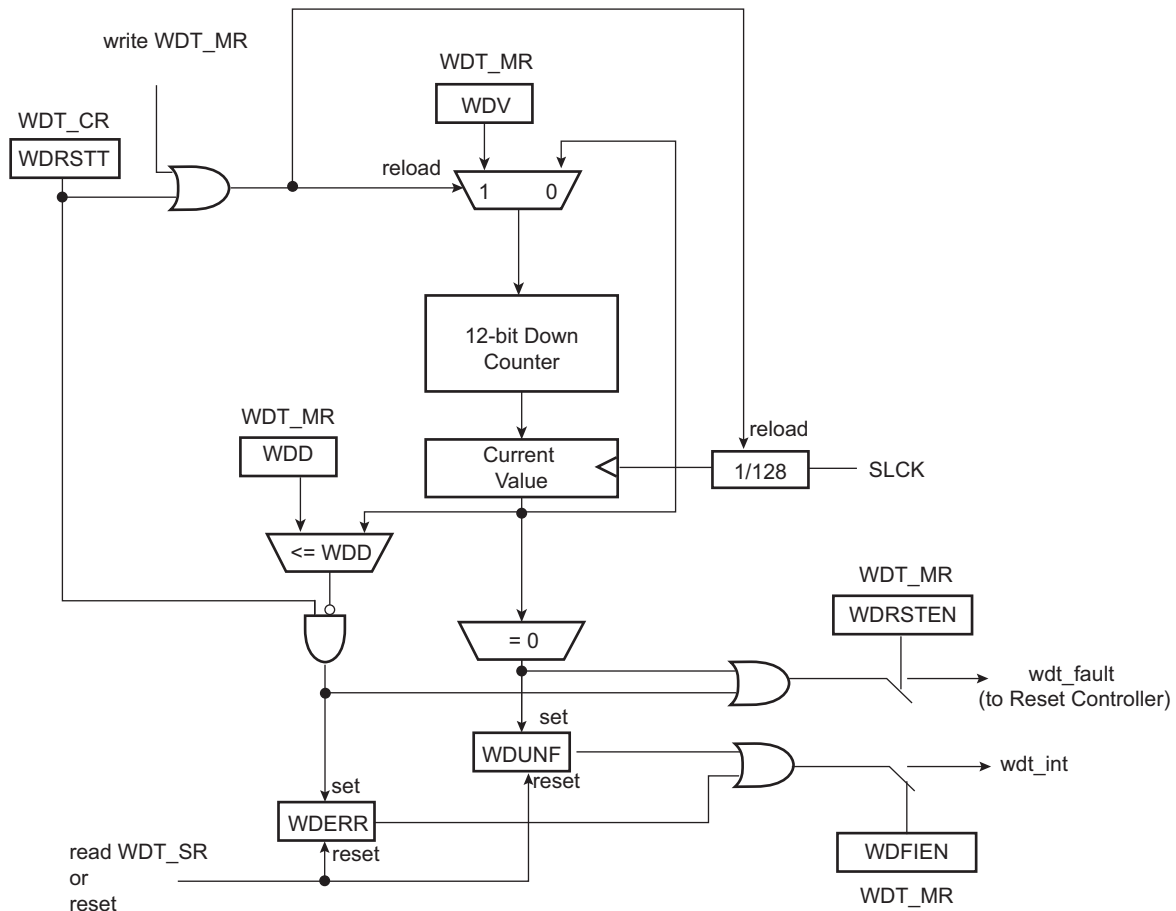 write WDT_MR
WDT_MR
WDV
WDT_CR
WDRSTT
reload
1 0
12-bit Down
Counter
WDT_MR
WDD
reload
Current
Value
1/128
SLCK
<= WDD
WDT_MR
WDRSTEN
= 0
wdt_fault
(to Reset Controller)
set
WDUNF
reset
wdt_int
set
WDERR
reset
WDFIEN
WDT_MR
read WDT_SR
or
reset